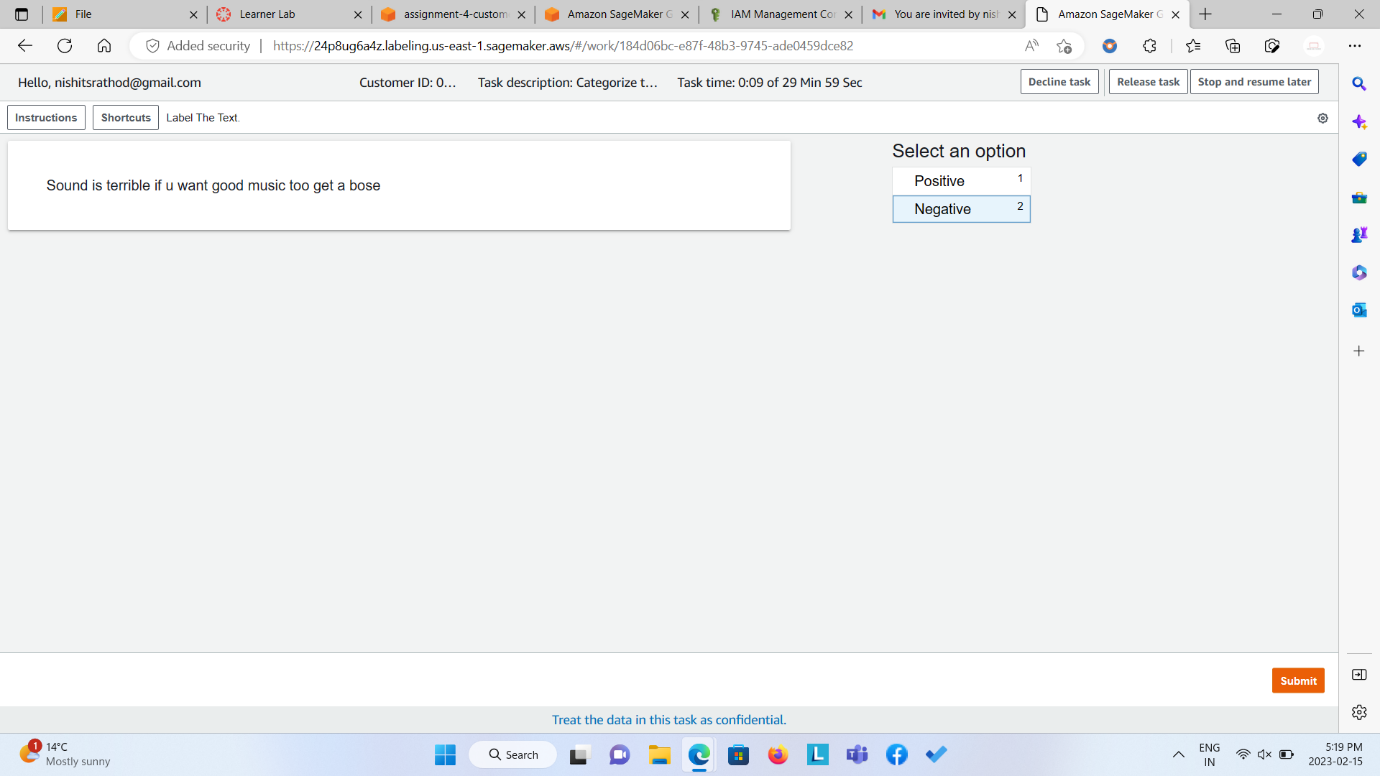 File
Learner Lab
assignment-4-custom
Amazon SageMaker G
IAM Management Co
You are invited by nis
Amazon SageMaker G
Added security
https://24p8ug6a4z.labeling.us-east-1.sagemaker.aws/#/work/184d06bc-e87f-48b3-9745-ade0459dce82
Hello, nishitsrathod@gmail.com
Customer ID: 0...
Task description: Categorize t...
Task time: 0:09 of 29 Min 59 Sec
Decline task
Release task
Stop and resume later
Instructions
Shortcuts
Label The Text.
Sound is terrible if u want good music too get a bose
Select an option
Positive 1
Negative 2
Submit
Treat the data in this task as confidential.
1
14°C
Mostly sunny
Search
ENG
IN
5:19 PM
2023-02-15